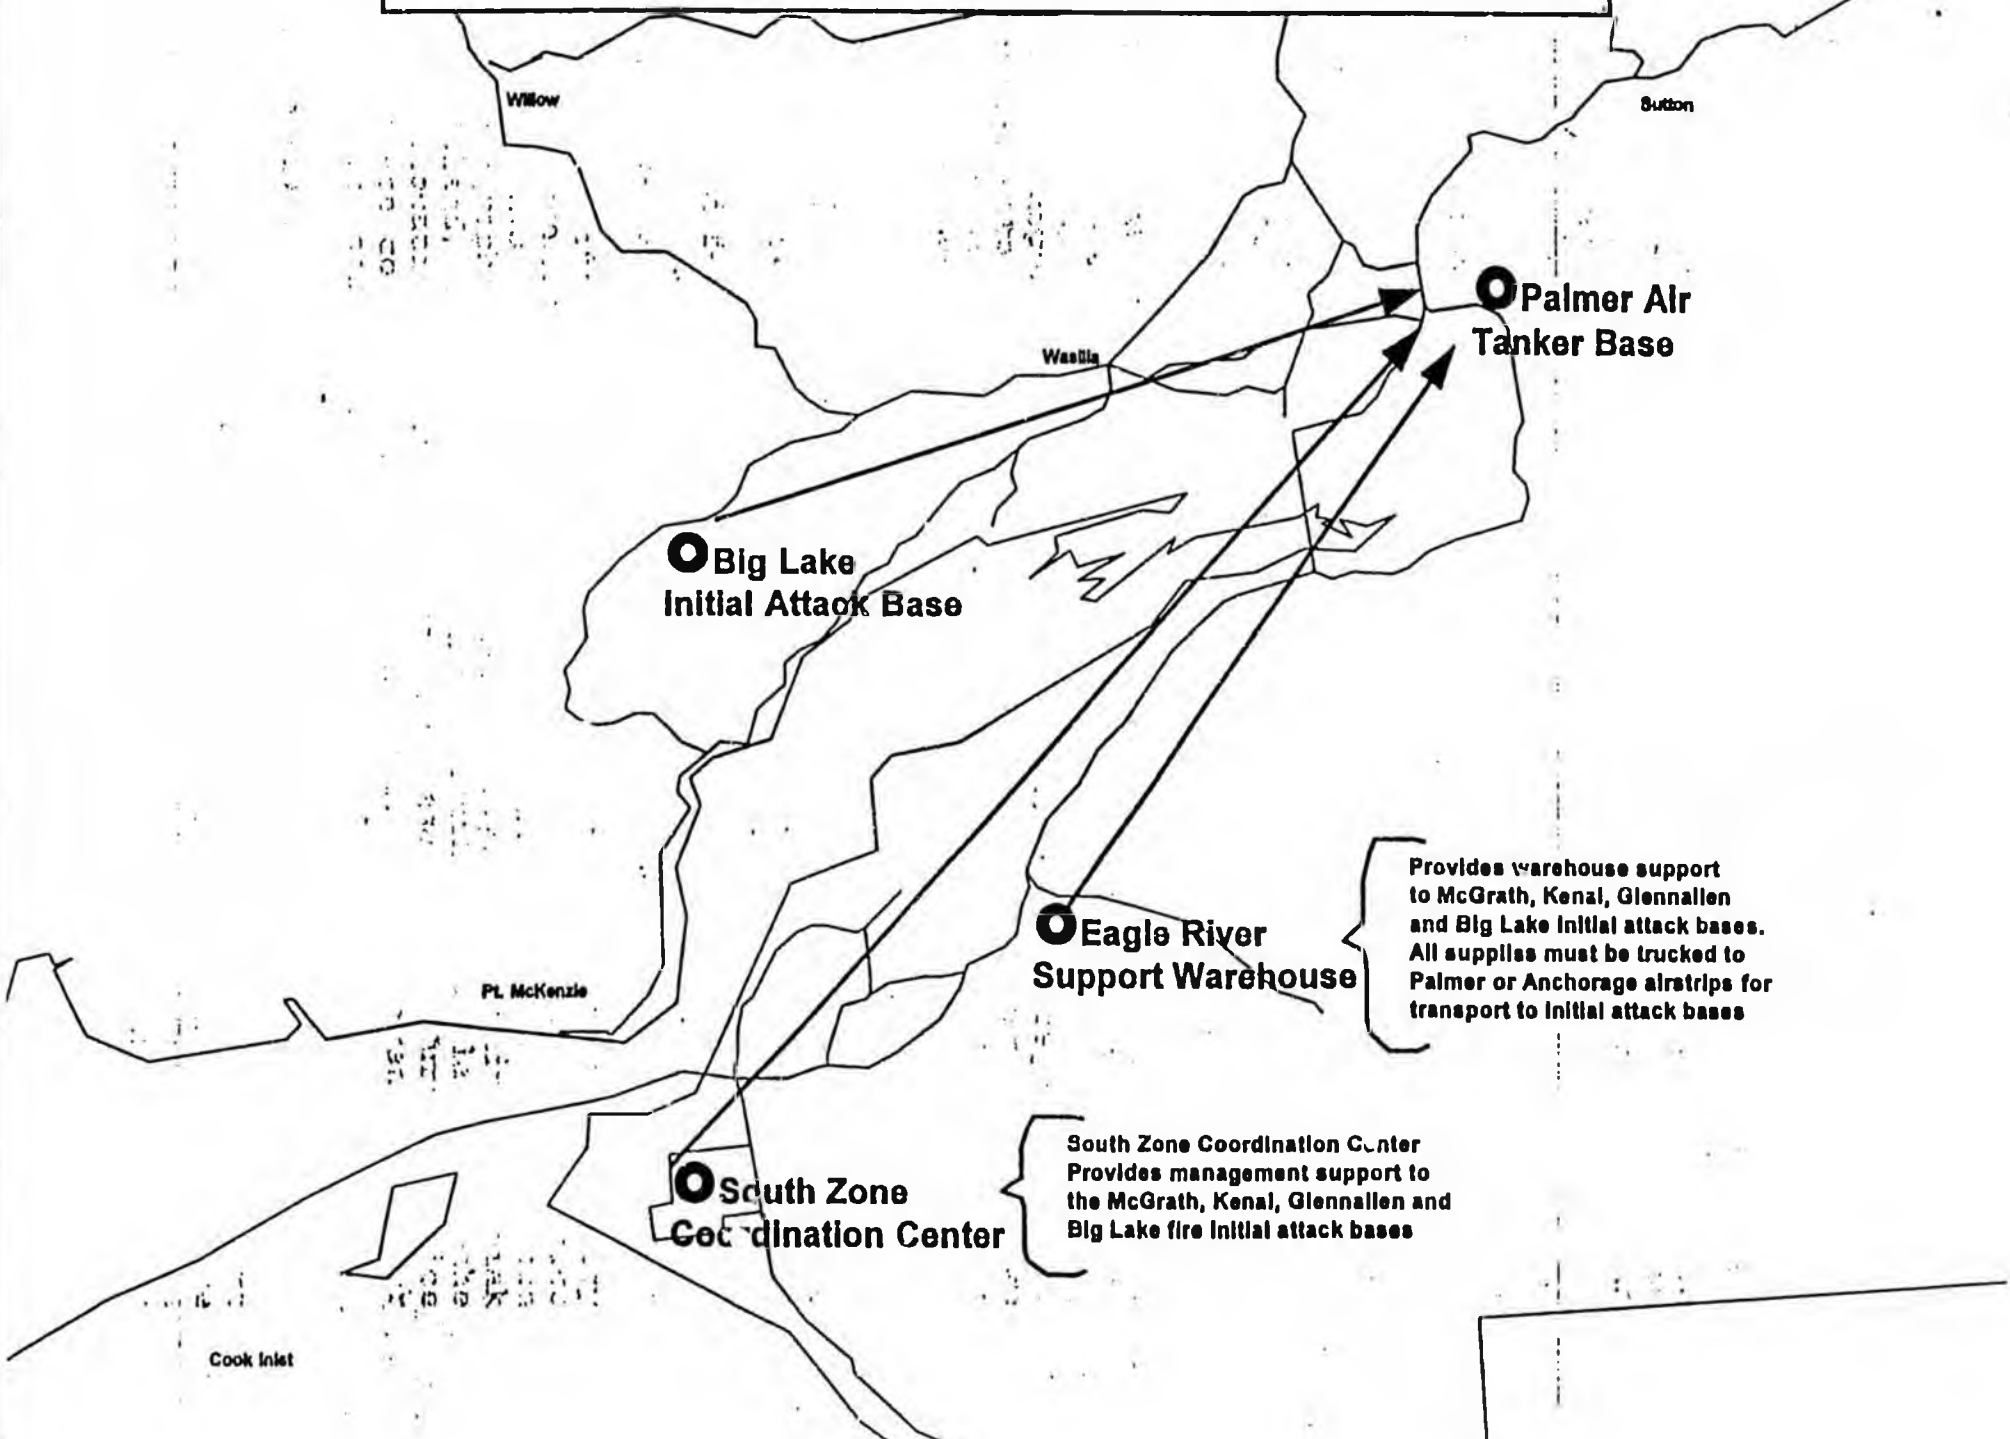 Willow
Sutton
Palmer Air
Tanker Base
Wasilla
Big Lake
Initial Attack Base
Provides warehouse support
to McGrath, Kenai, Glennallen
and Big Lake initial attack bases.
All supplies must be trucked to
Palmer or Anchorage airstrips for
transport to initial attack bases
Eagle River
Support Warehouse
Pt. McKenzie
South Zone Coordination Center
Provides management support to
the McGrath, Kenai, Glennallen and
Big Lake fire initial attack bases
South Zone
Coordination Center
Cook Inlet